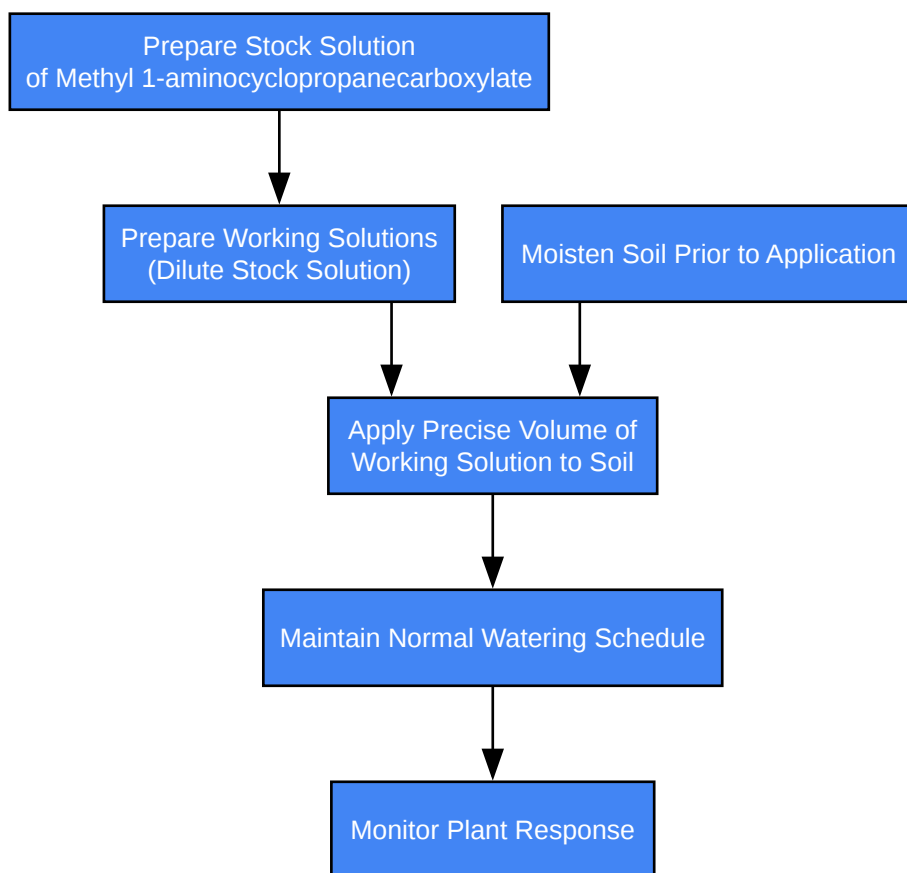 Prepare Stock Solution
of Methyl 1-aminocyclopropanecarboxylate
Prepare Working Solutions
(Dilute Stock Solution)
Moisten Soil Prior to Application
Apply Precise Volume of
Working Solution to Soil
Maintain Normal Watering Schedule
Monitor Plant Response